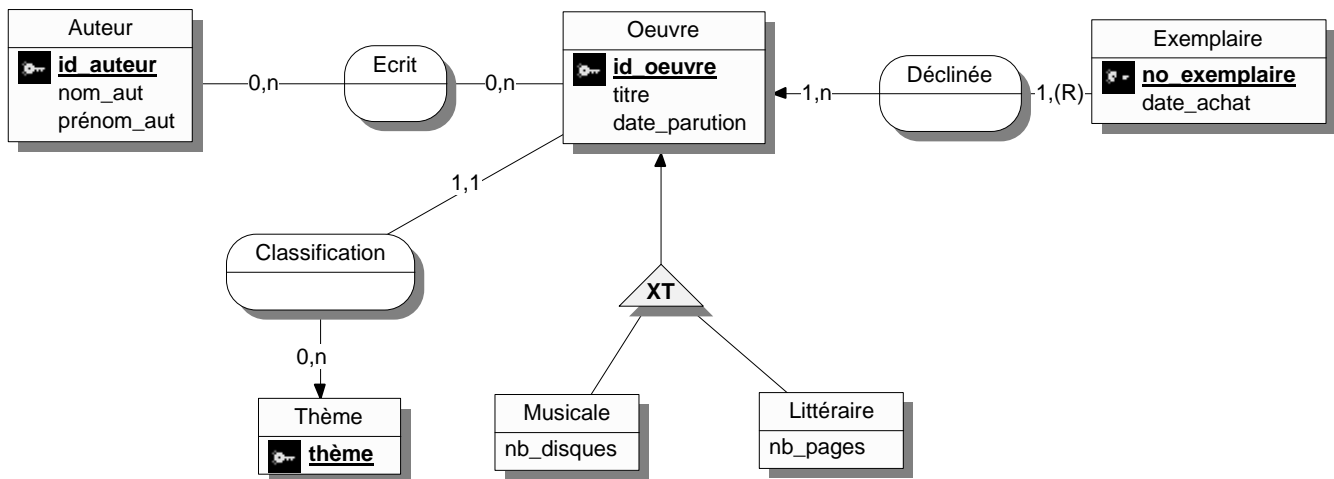 Auteur
id_auteur
nom_aut
prénom_aut
0,n
Ecrit
0,n
Oeuvre
id_oeuvre
titre
date_parution
1,n
Déclinée
1,(R)
Exemplaire
no_exemplaire
date_achat
1,1
Classification
0,n
Thème
thème
XT
Musicale
nb_disques
Littéraire
nb_pages